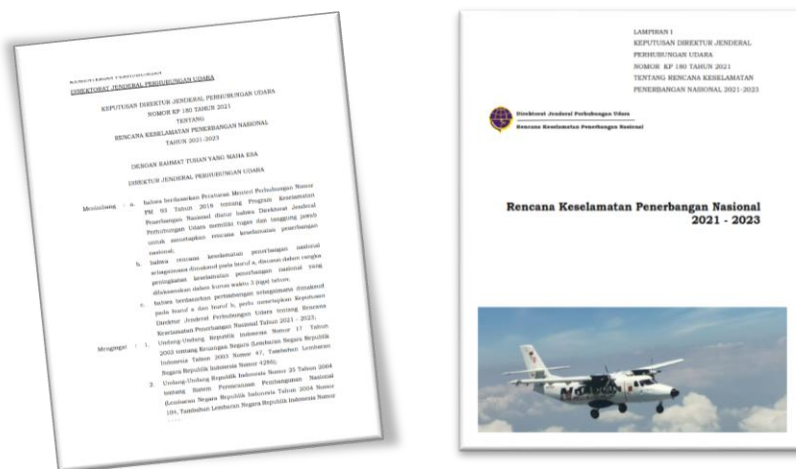 DIREKTORAT JENDERAL PERHUBUNGAN UDARA
KEPUTUSAN DIREKTUR JENDERAL PERHUBUNGAN UDARA
NOMOR KP 180 TAHUN 2021
TENTANG
RENCANA KESELAMATAN PENERBANGAN NASIONAL
TAHUN 2021-2023
DENGAN RAHMAT TUHAN YANG MAHA ESA
DIREKTUR JENDERAL PERHUBUNGAN UDARA
Menimbang : a. bahwa berdasarkan Peraturan Menteri Perhubungan Nomor
PM 93 Tahun 2016 tentang Program Keselamatan
Penerbangan Nasional diatur bahwa Direktorat Jenderal
Perhubungan Udara memiliki tugas dan tanggung jawab
untuk menetapkan rencana keselamatan penerbangan
nasional;
b. bahwa rencana keselamatan penerbangan nasional
sebagaimana dimaksud pada huruf a, disusun dalam rangka
peningkatan keselamatan penerbangan nasional yang
dilaksanakan dalam kurun waktu 3 (tiga) tahun;
c. bahwa berdasarkan pertimbangan sebagaimana dimaksud
pada huruf a dan huruf b, perlu menetapkan Keputusan
Direktur Jenderal Perhubungan Udara tentang Rencana
Keselamatan Penerbangan Nasional Tahun 2021 - 2023;
Mengingat : 1. Undang-Undang Republik Indonesia Nomor 17 Tahun
2003 tentang Keuangan Negara (Lembaran Negara Republik
Indonesia Tahun 2003 Nomor 47, Tambahan Lembaran
Negara Republik Indonesia Nomor 4286);
2. Undang-Undang Republik Indonesia Nomor 25 Tahun 2004
tentang Sistem Perencanaan Pembangunan Nasional
(Lembaran Negara Republik Indonesia Tahun 2004 Nomor
104, Tambahan Lembaran Negara Republik Indonesia Nomor
LAMPIRAN I
KEPUTUSAN DIREKTUR JENDERAL
PERHUBUNGAN UDARA
NOMOR KP 180 TAHUN 2021
TENTANG RENCANA KESELAMATAN
PENERBANGAN NASIONAL 2021-2023
Direktorat Jenderal Perhubungan Udara
Rencana Keselamatan Penerbangan Nasional
Rencana Keselamatan Penerbangan Nasional
2021 - 2023